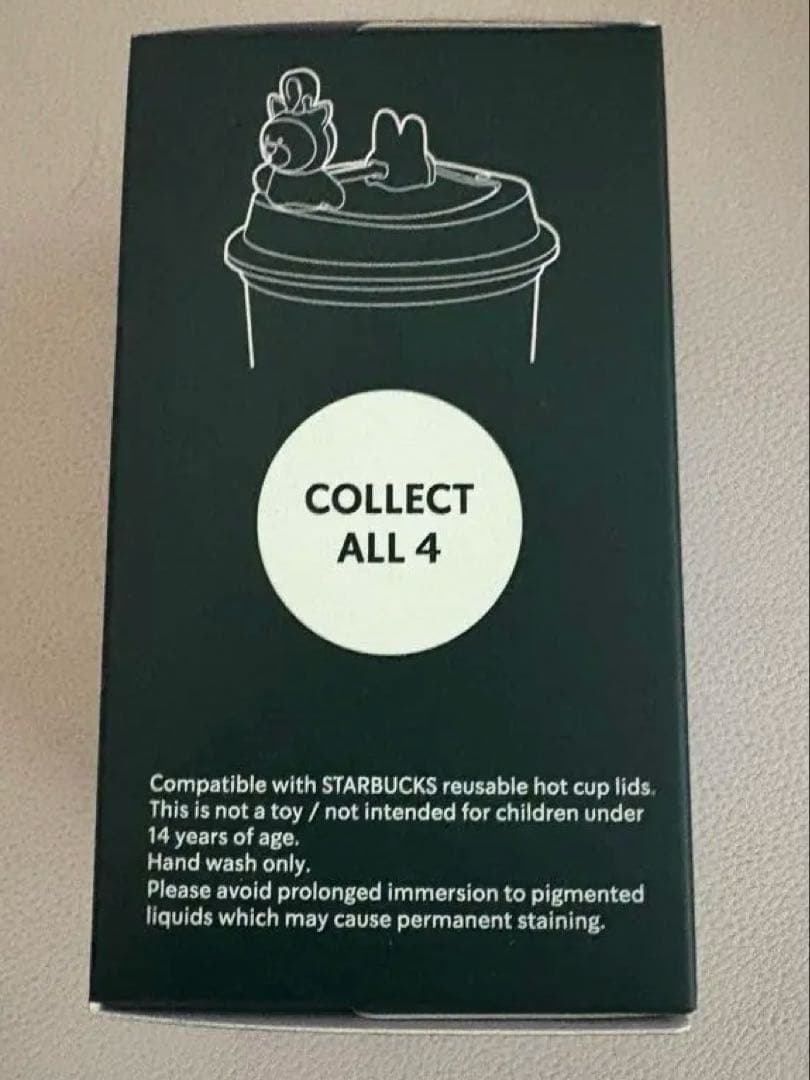 COLLECT
ALL 4
Compatible with STARBUCKS reusable hot cup lids.
This is not a toy / not intended for children under
14 years of age.
Hand wash only.
Please avoid prolonged immersion to pigmented
liquids which may cause permanent staining.